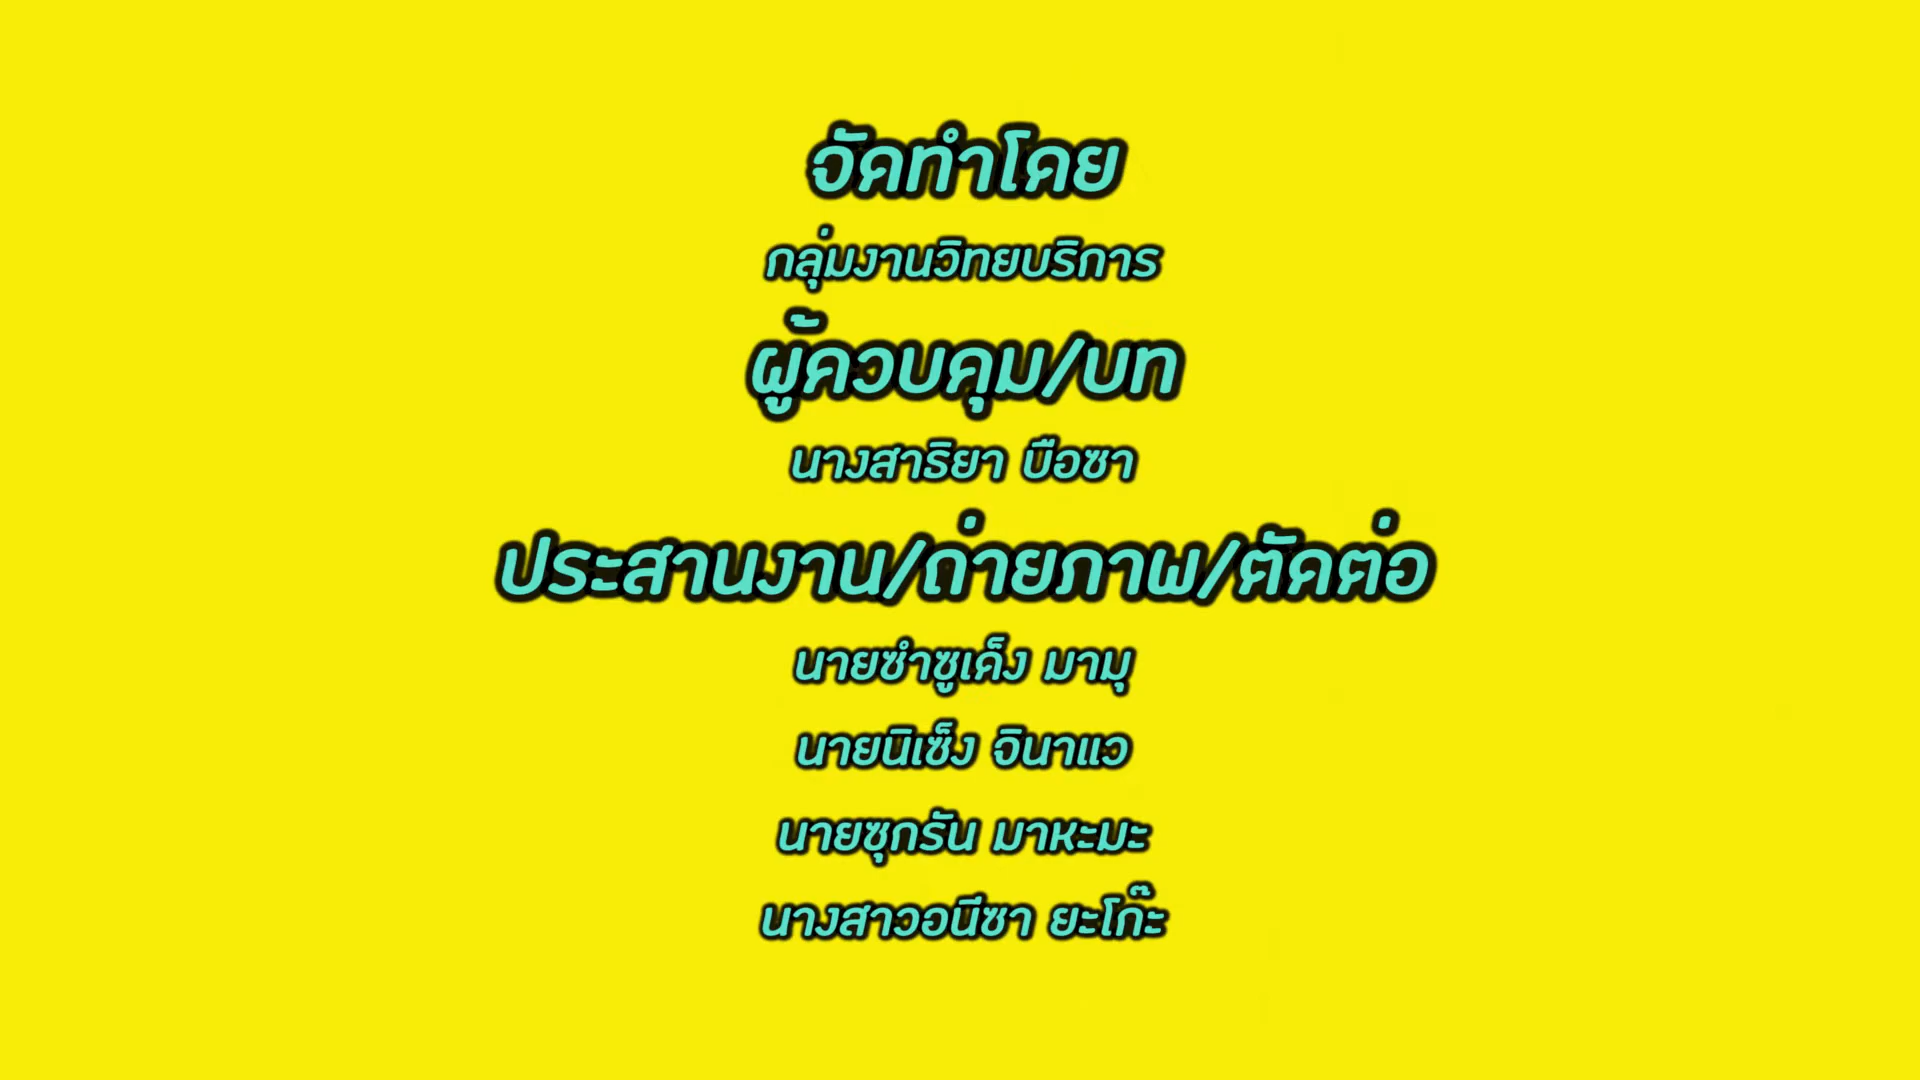 จัดทำโดย
กลุ่มงานวิทยบริการ
ผู้ควบคุม/บท
นางสาธิยา บือซา
ประสานงาน/ถ่ายภาพ/ตัดต่อ
นายซำซูเด็ง มามุ
นายนิเซ็ง จินาแว
นายซุกรัน มาหะมะ
นางสาวอนีซา ยะโก๊ะ